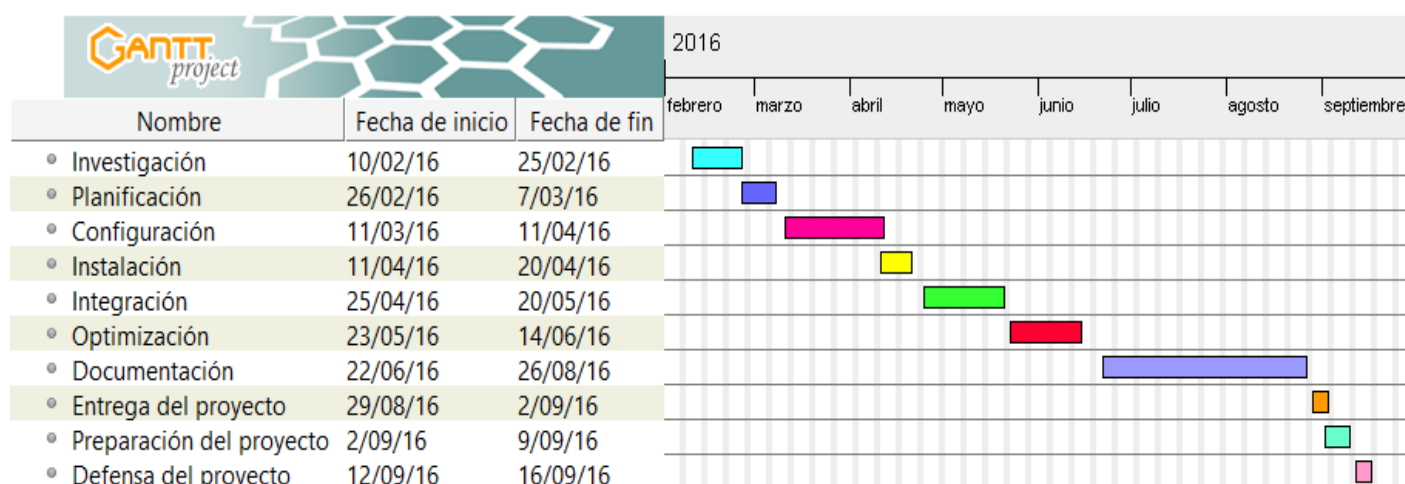 GANTT
project
2016
febrero marzo abril mayo junio julio agosto septiembre
Nombre Fecha de inicio Fecha de fin
Investigación 10/02/16 25/02/16
Planificación 26/02/16 7/03/16
Configuración 11/03/16 11/04/16
Instalación 11/04/16 20/04/16
Integración 25/04/16 20/05/16
Optimización 23/05/16 14/06/16
Documentación 22/06/16 26/08/16
Entrega del proyecto 29/08/16 2/09/16
Preparación del proyecto 2/09/16 9/09/16
Defensa del proyecto 12/09/16 16/09/16